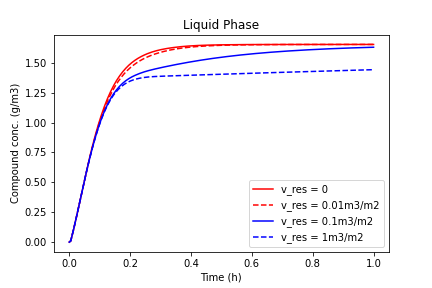 Liquid Phase
Compound conc. (g/m3)
1.50
1.25
1.00
0.75
0.50
0.25
0.00
v_res = 0
v_res = 0.01m3/m2
v_res = 0.1m3/m2
v_res = 1m3/m2
0.0 0.2 0.4 0.6 0.8 1.0
Time (h)